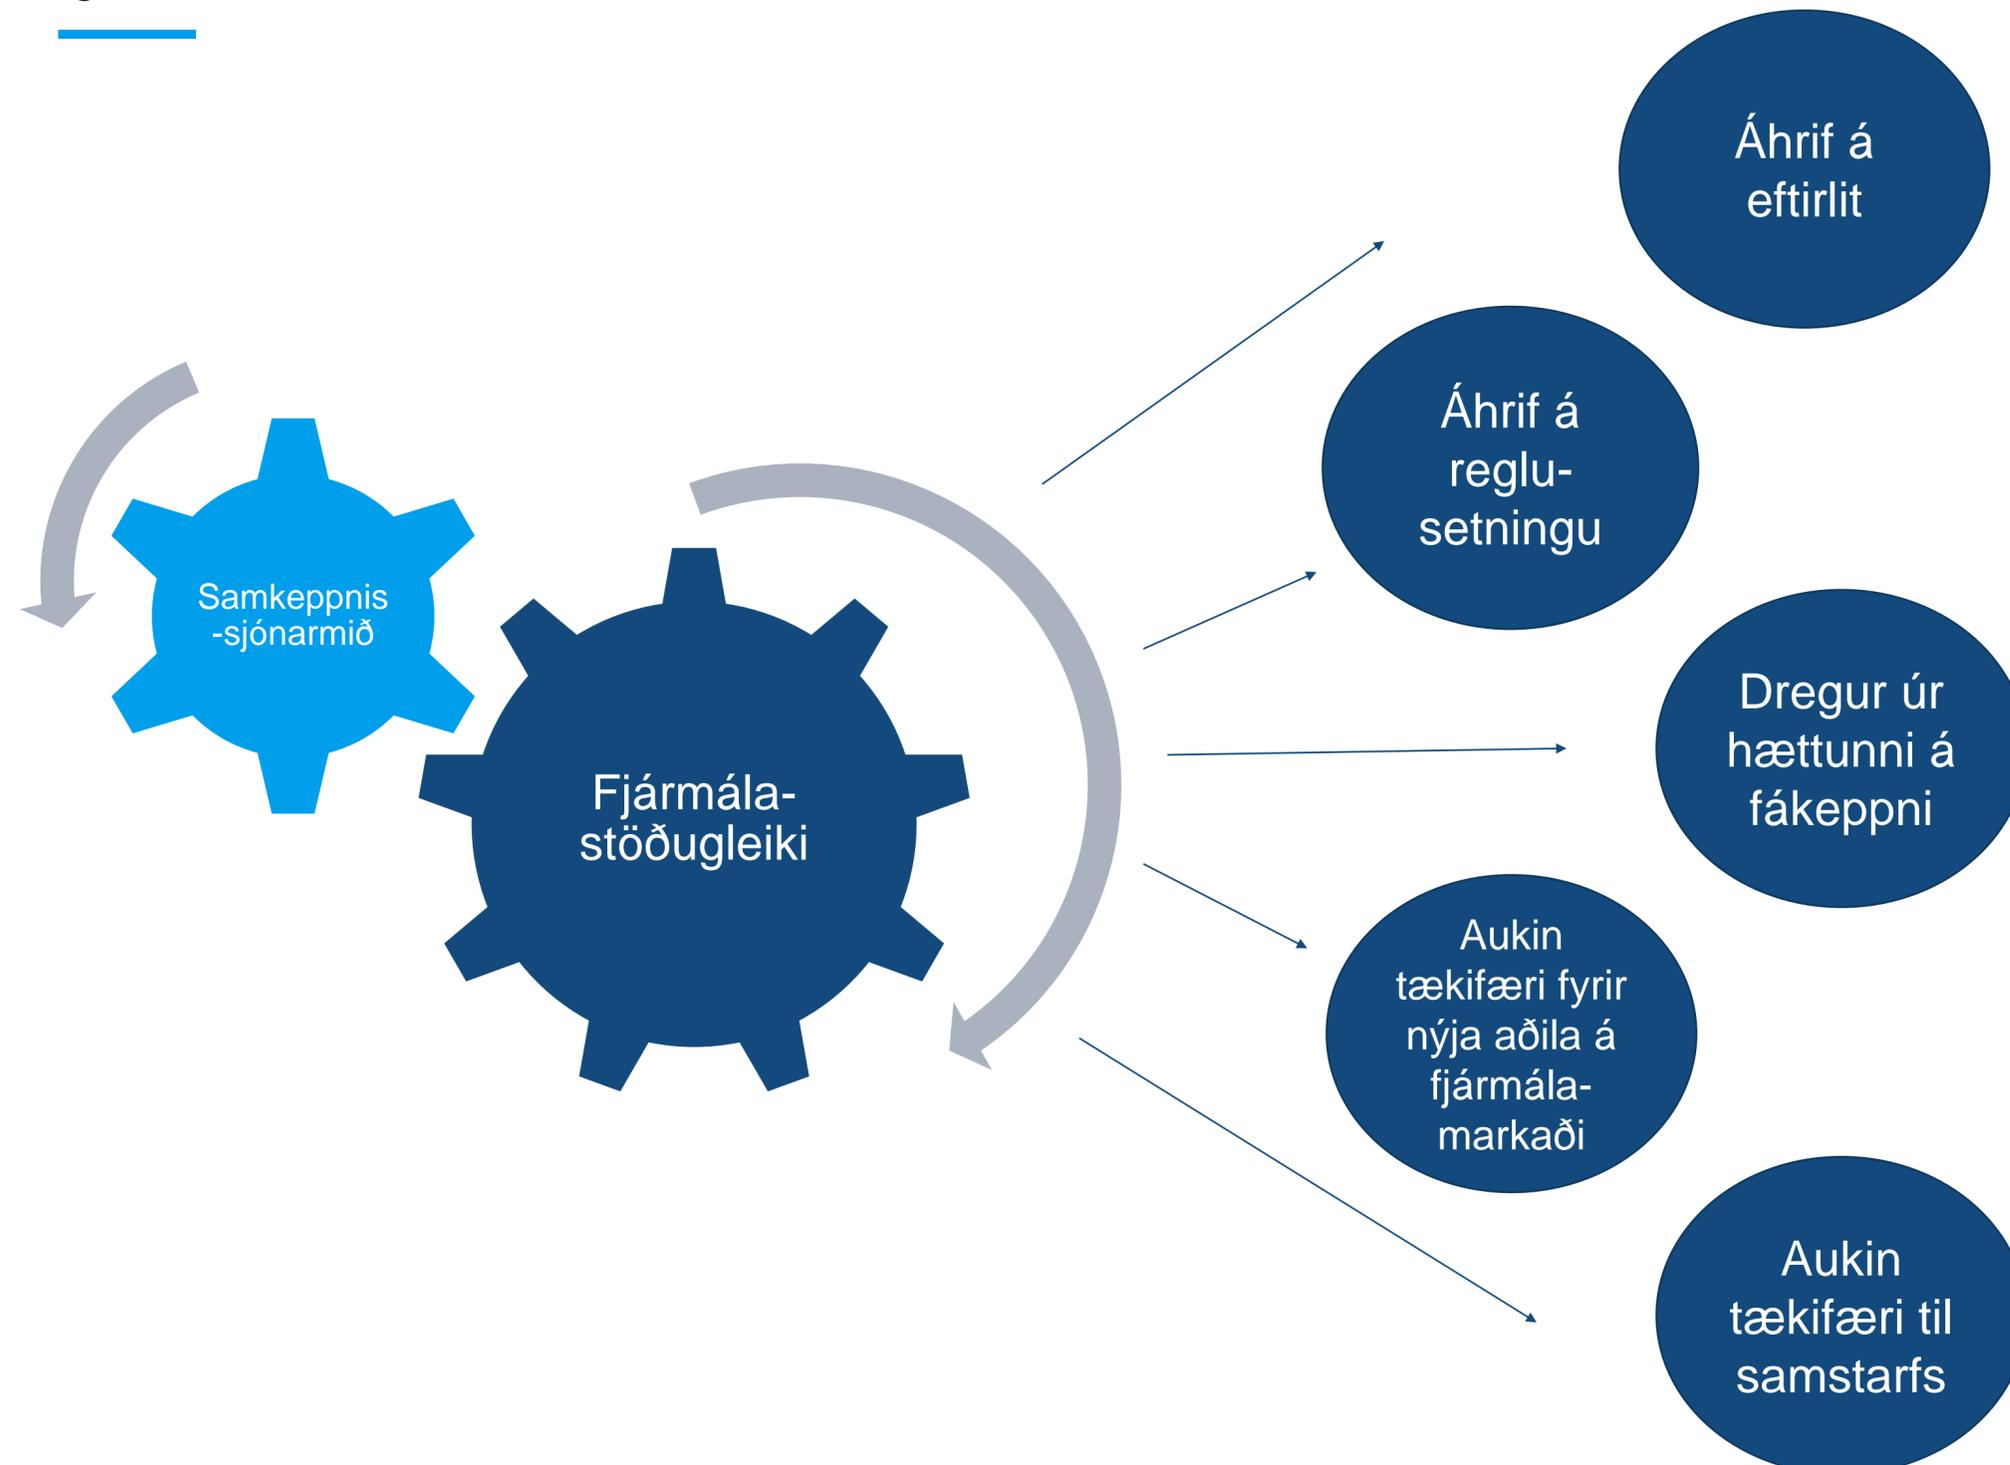 Samkeppnis
-sjónarmið
Fjármála-
stöðugleiki
Áhrif á
eftirlit
Áhrif á
reglu-
setningu
Dregur úr
hættunni á
fákeppni
Aukin
tækifæri fyrir
nýja aðila á
fjármála-
markaði
Aukin
tækifæri til
samstarfs